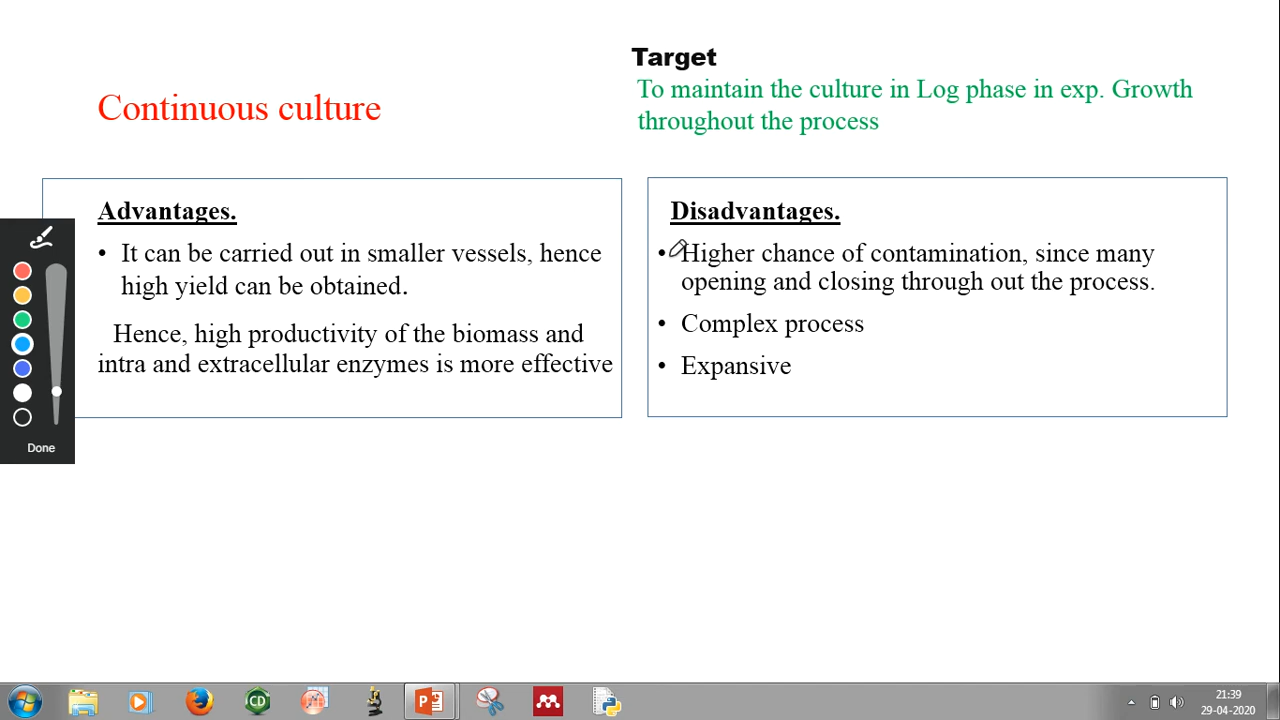 Target
To maintain the culture in Log phase in exp. Growth
throughout the process
Continuous culture
Advantages.
• It can be carried out in smaller vessels, hence
high yield can be obtained.
Hence, high productivity of the biomass and
intra and extracellular enzymes is more effective
Disadvantages.
• Higher chance of contamination, since many
opening and closing through out the process.
• Complex process
• Expansive
Done
CD
P
21:39
29-04-2020